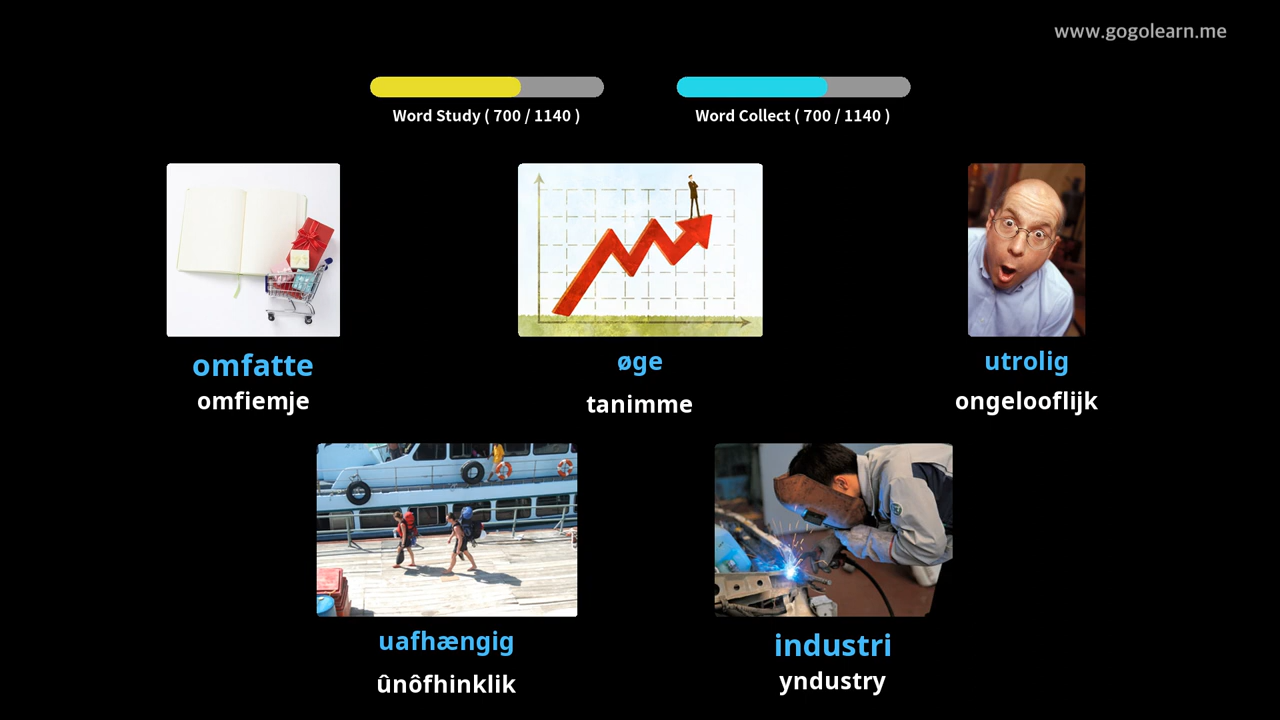 www.gogolearn.me
Word Study ( 700 / 1140 )
Word Collect ( 700 / 1140 )
omfatte
omfiemje
øge
tanimme
utrolig
ongelooflijk
uafhængig
ûnôfhinklik
industri
yndustry